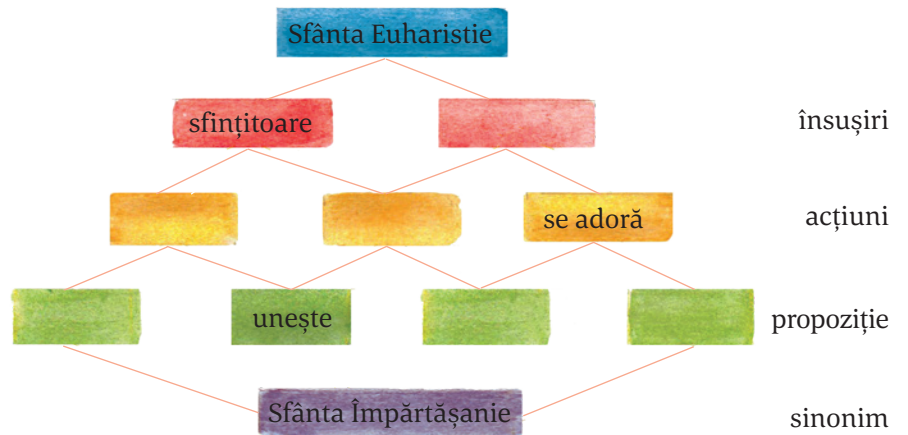 Sfânta Euharistie
sfințitoare
însușiri
se adoră
acțiuni
unește
propoziție
Sfânta Împărtășanie
sinonim